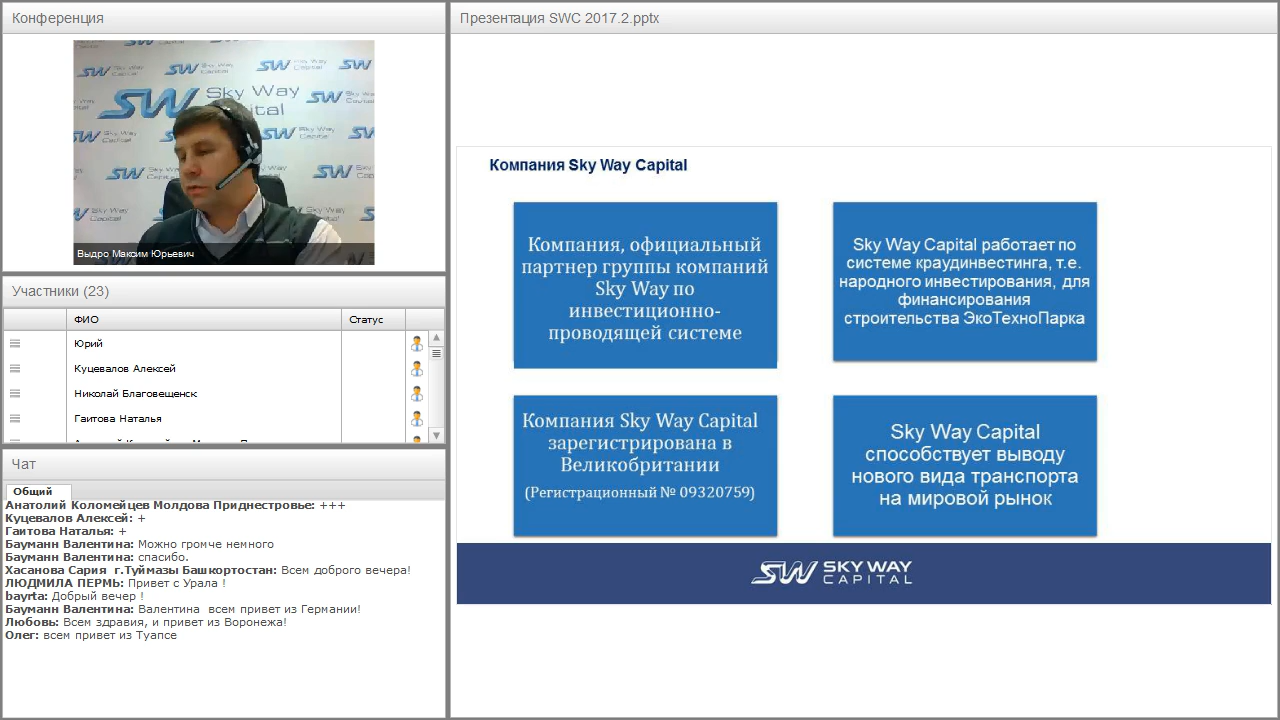 Конференция
SW Sky Way Capital
Выдро Максим Юрьевич
Участники (23)
ФИО
Статус
Юрий
Куцевалов Алексей
Николай Благовещенск
Гаитова Наталья
Чат
Общий
Анатолий Коломейцев Молдова Приднестровье: +++
Куцевалов Алексей: +
Гаитова Наталья: +
Бауманн Валентина: Можно громче немного
Бауманн Валентина: спасибо.
Хасанова Сария г.Туймазы Башкортостан: Всем доброго вечера!
ЛЮДМИЛА ПЕРМЬ: Привет с Урала !
bayrta: Добрый вечер !
Бауманн Валентина: Валентина всем привет из Германии!
Любовь: Всем здравия, и привет из Воронежа!
Олег: всем привет из Туапсе
Презентация SWC 2017.2.pptx
Компания Sky Way Capital
Компания, официальный
партнер группы компаний
Sky Way по
инвестиционно-
проводящей системе
Sky Way Capital работает по
системе краудинвестинга, т.е.
народного инвестирования, для
финансирования
строительства ЭкоТехноПарка
Компания Sky Way Capital
зарегистрирована в
Великобритании
(Регистрационный № 09320759)
Sky Way Capital
способствует выводу
нового вида транспорта
на мировой рынок
SW SKY WAY
CAPITAL